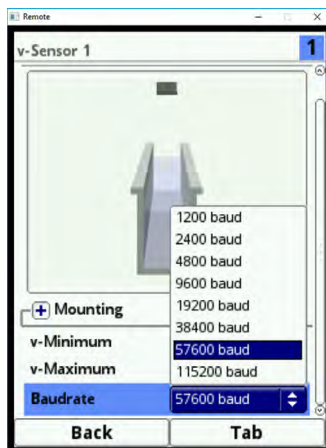 Remote
v-Sensor 1
1
1200 baud
2400 baud
4800 baud
9600 baud
19200 baud
38400 baud
57600 baud
115200 baud
Mounting
v-Minimum
v-Maximum
Baudrate
57600 baud
Back
Tab